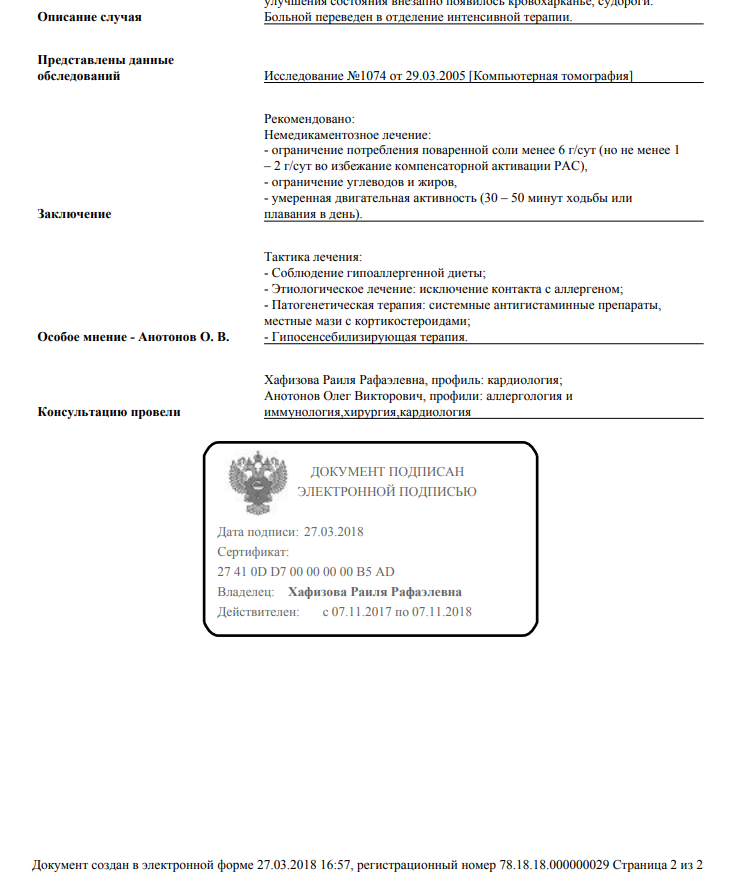 улучшения состояния внезапно появилось кровохарканье, судороги.
Описание случая Больной переведен в отделение интенсивной терапии.
Представлены данные
обследований Исследование №1074 от 29.03.2005 [Компьютерная томография]
Рекомендовано:
Немедикаментозное лечение:
- ограничение потребления поваренной соли менее 6 г/сут (но не менее 1
– 2 г/сут во избежание компенсаторной активации РАС),
- ограничение углеводов и жиров,
- умеренная двигательная активность (30 – 50 минут ходьбы или
Заключение плавания в день).
Тактика лечения:
- Соблюдение гипоаллергенной диеты;
- Этиологическое лечение: исключение контакта с аллергеном;
- Патогенетическая терапия: системные антигистаминные препараты,
местные мази с кортикостероидами;
Особое мнение - Анотонов О. В. - Гипосенсебилизирующая терапия.
Хафизова Раиля Рафаэлевна, профиль: кардиология;
Анотонов Олег Викторович, профили: аллергология и
Консультацию провели иммунология,хирургия,кардиология
ДОКУМЕНТ ПОДПИСАН
ЭЛЕКТРОННОЙ ПОДПИСЬЮ
Дата подписи: 27.03.2018
Сертификат:
27 41 0D D7 00 00 00 00 B5 AD
Владелец: Хафизова Раиля Рафаэлевна
Действителен: с 07.11.2017 по 07.11.2018
Документ создан в электронной форме 27.03.2018 16:57, регистрационный номер 78.18.18.000000029 Страница 2 из 2